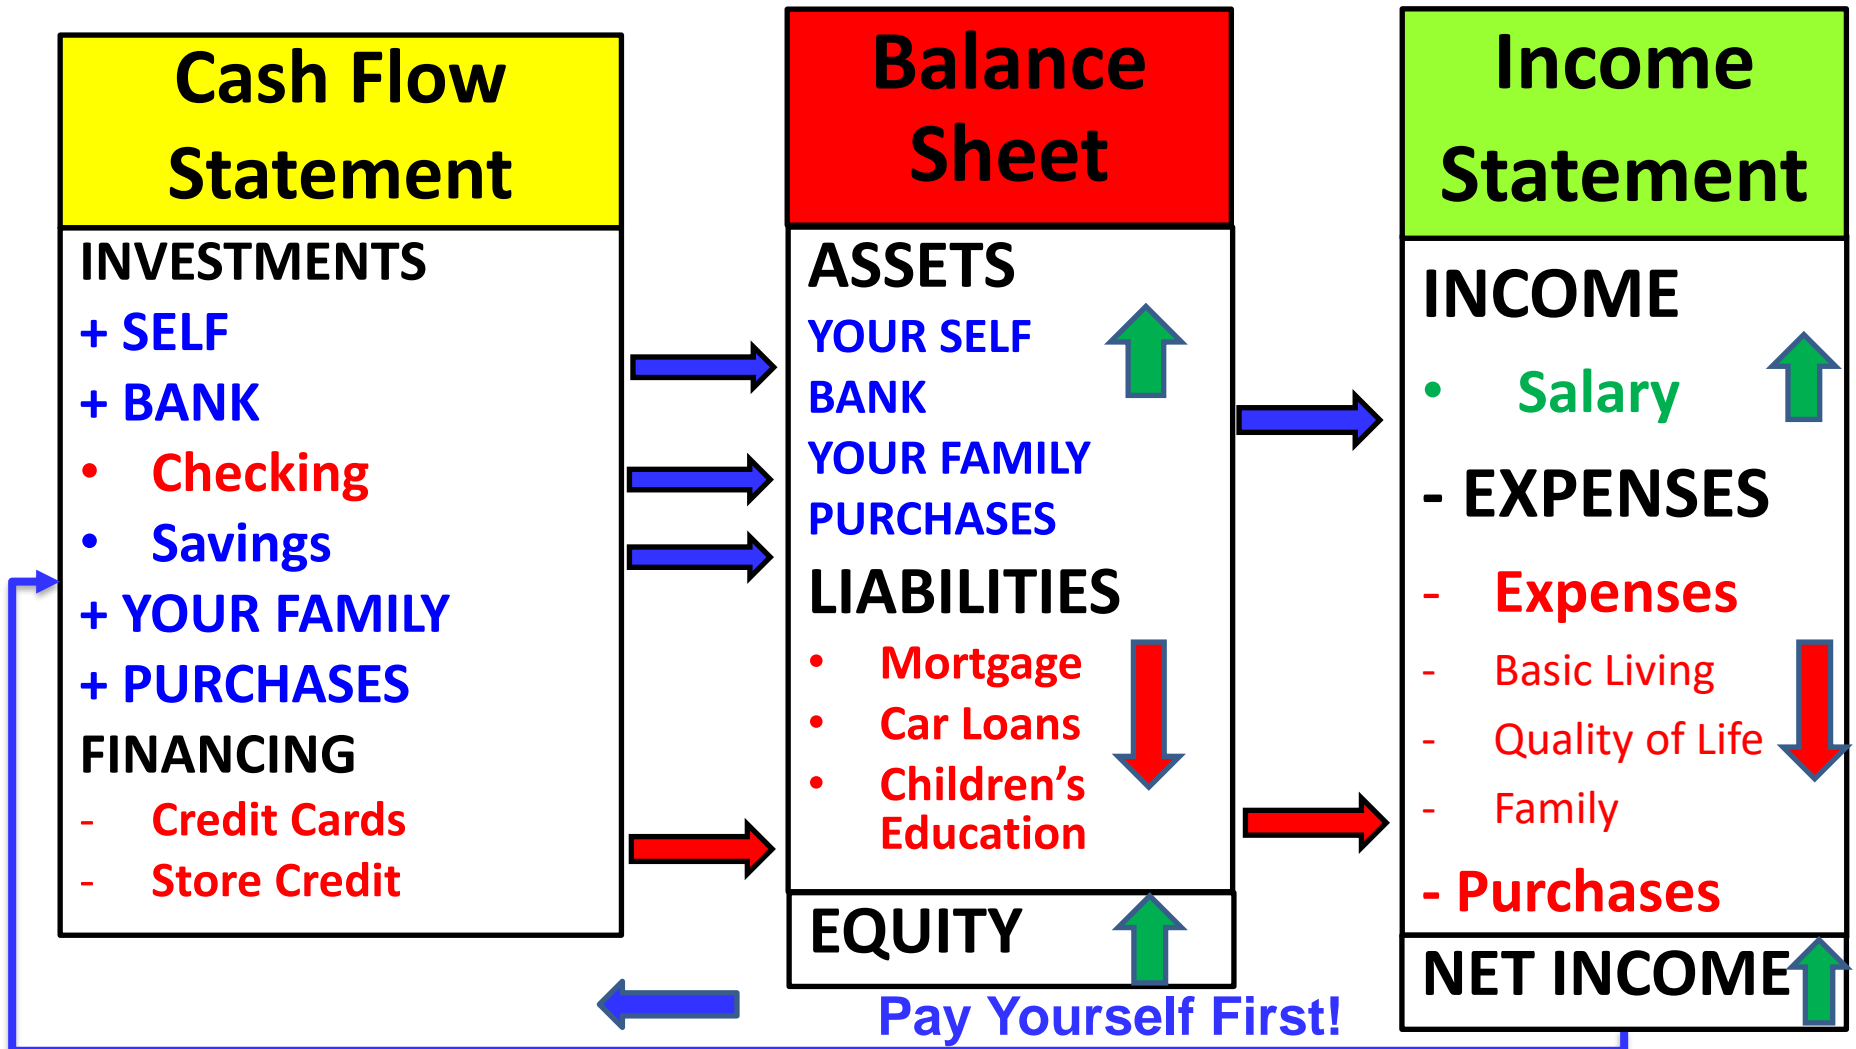 Cash Flow
Statement
INVESTMENTS
+ SELF
+ BANK
• Checking
• Savings
+ YOUR FAMILY
+ PURCHASES
FINANCING
- Credit Cards
- Store Credit
Balance
Sheet
ASSETS
YOUR SELF
BANK
YOUR FAMILY
PURCHASES
LIABILITIES
• Mortgage
• Car Loans
• Children’s
Education
EQUITY
Income
Statement
INCOME
• Salary
- EXPENSES
- Expenses
- Basic Living
- Quality of Life
- Family
- Purchases
NET INCOME
Pay Yourself First!